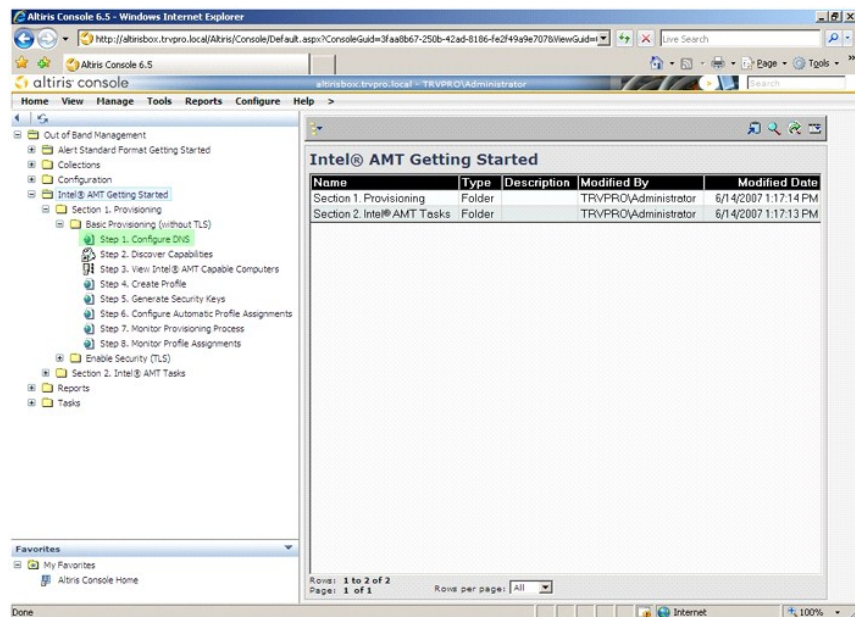 Altiris Console 6.5 - Windows Internet Explorer
http://altirisbox.trvpro.local/Altiris/Console/Default.aspx?ConsoleGuid=3faa8b67-250b-42ad-8186-fe2f49a9e707&ViewGuid=
Live Search
Altiris Console 6.5
Page
Tools
altiris console
altirisbox.trvpro.local - TRVPRO\Administrator
Search
Home View Manage Tools Reports Configure Help >
Out of Band Management
Alert Standard Format Getting Started
Collections
Configuration
Intel® AMT Getting Started
Section 1. Provisioning
Basic Provisioning (without TLS)
Step 1. Configure DNS
Step 2. Discover Capabilities
Step 3. View Intel® AMT Capable Computers
Step 4. Create Profile
Step 5. Generate Security Keys
Step 6. Configure Automatic Profile Assignments
Step 7. Monitor Provisioning Process
Step 8. Monitor Profile Assignments
Enable Security (TLS)
Section 2. Intel® AMT Tasks
Reports
Tasks
Intel® AMT Getting Started
Name Type Description Modified By Modified Date
Section 1. Provisioning Folder TRVPRO\Administrator 6/14/2007 1:17:14 PM
Section 2. Intel® AMT Tasks Folder TRVPRO\Administrator 6/14/2007 1:17:13 PM
Favorites
My Favorites
Altiris Console Home
Rows: 1 to 2 of 2
Page: 1 of 1
Rows per page: All
Done
Internet
100%